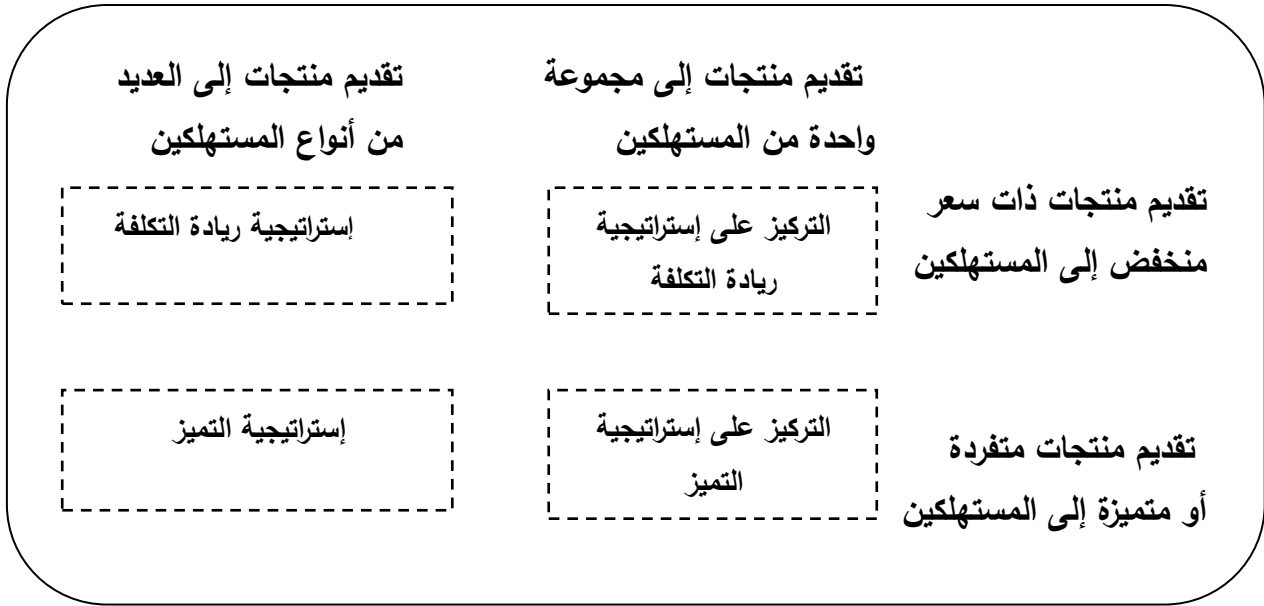 تقديم منتجات إلى مجموعة
واحدة من المستهلكين
تقديم منتجات إلى العديد
من أنواع المستهلكين
تقديم منتجات ذات سعر
منخفض إلى المستهلكين
التركيز على إستراتيجية
ريادة التكلفة
إستراتيجية ريادة التكلفة
تقديم منتجات متفردة
أو متميزة إلى المستهلكين
التركيز على إستراتيجية
التميز
إستراتيجية التميز